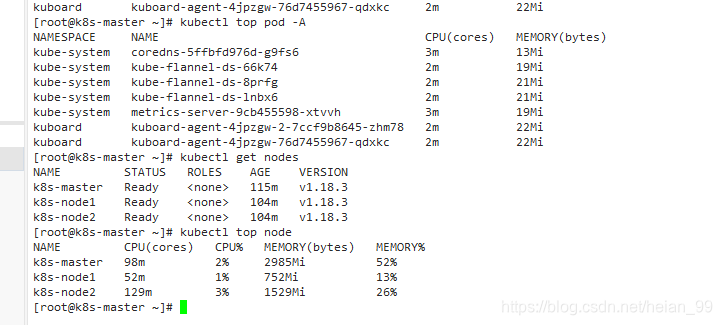 kuboard        kuboard-agent-4jpzgw-76d7455967-qdxkc     2m           22Mi
[root@k8s-master ~]# kubectl top pod -A
NAMESPACE     NAME                                       CPU(cores)   MEMORY(bytes)
kube-system   coredns-5ffbfd976d-g9fs6                   3m           13Mi
kube-system   kube-flannel-ds-66k74                      2m           19Mi
kube-system   kube-flannel-ds-8prfg                      2m           21Mi
kube-system   kube-flannel-ds-lnbx6                      2m           21Mi
kube-system   metrics-server-9cb455598-xtvvh             3m           19Mi
kuboard       kuboard-agent-4jpzgw-2-7ccf9b8645-zhm78    2m           22Mi
kuboard       kuboard-agent-4jpzgw-76d7455967-qdxkc      2m           22Mi
[root@k8s-master ~]# kubectl get nodes
NAME         STATUS   ROLES    AGE    VERSION
k8s-master   Ready    <none>   115m   v1.18.3
k8s-node1    Ready    <none>   104m   v1.18.3
k8s-node2    Ready    <none>   104m   v1.18.3
[root@k8s-master ~]# kubectl top node
NAME         CPU(cores)   CPU%   MEMORY(bytes)   MEMORY%
k8s-master   98m          2%     2985Mi          52%
k8s-node1    52m          1%     752Mi           13%
k8s-node2    129m         3%     1529Mi          26%
[root@k8s-master ~]#
https://blog.csdn.net/heian_99